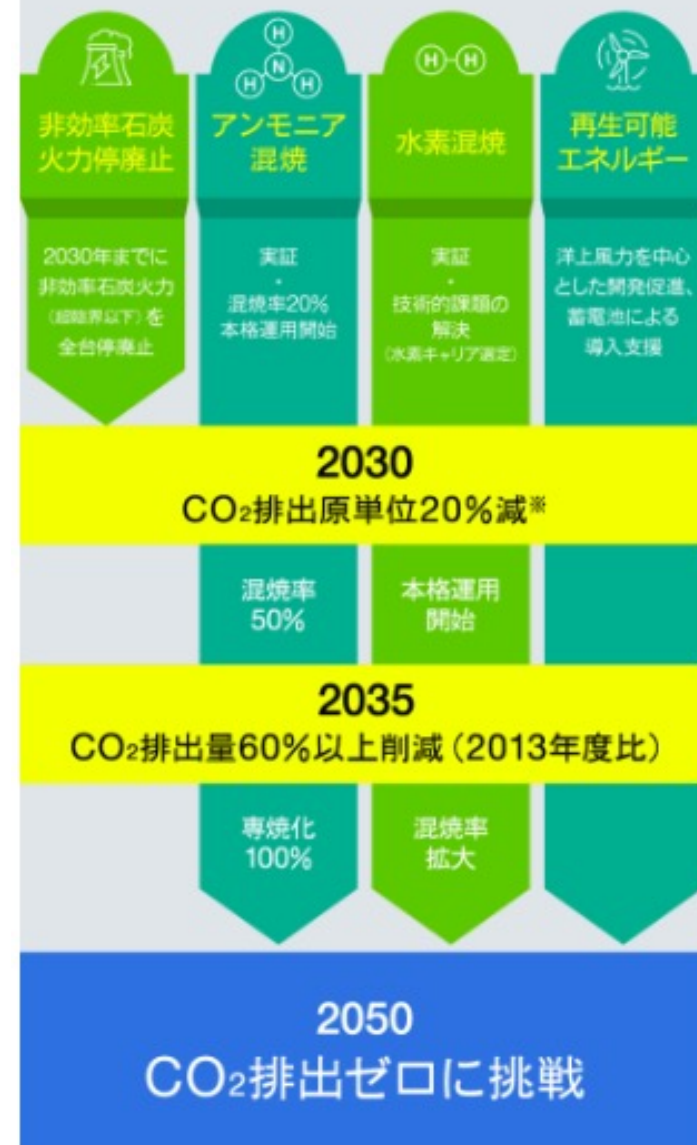 H
N
H
H
H-H
非効率石炭
火力停廃止
アンモニア
混焼
水素混焼
再生可能
エネルギー
2030年までに
非効率石炭火力
(超臨界以下)を
全台停廃止
実証
・
混焼率20%
本格運用開始
実証
・
技術的課題の
解決
(水素キャリア選定)
洋上風力を中心
とした開発促進、
蓄電池による
導入支援
2030
CO₂排出原単位20%減※
混焼率
50%
本格運用
開始
2035
CO₂排出量60%以上削減(2013年度比)
専焼化
100%
混焼率
拡大
2050
CO₂排出ゼロに挑戦